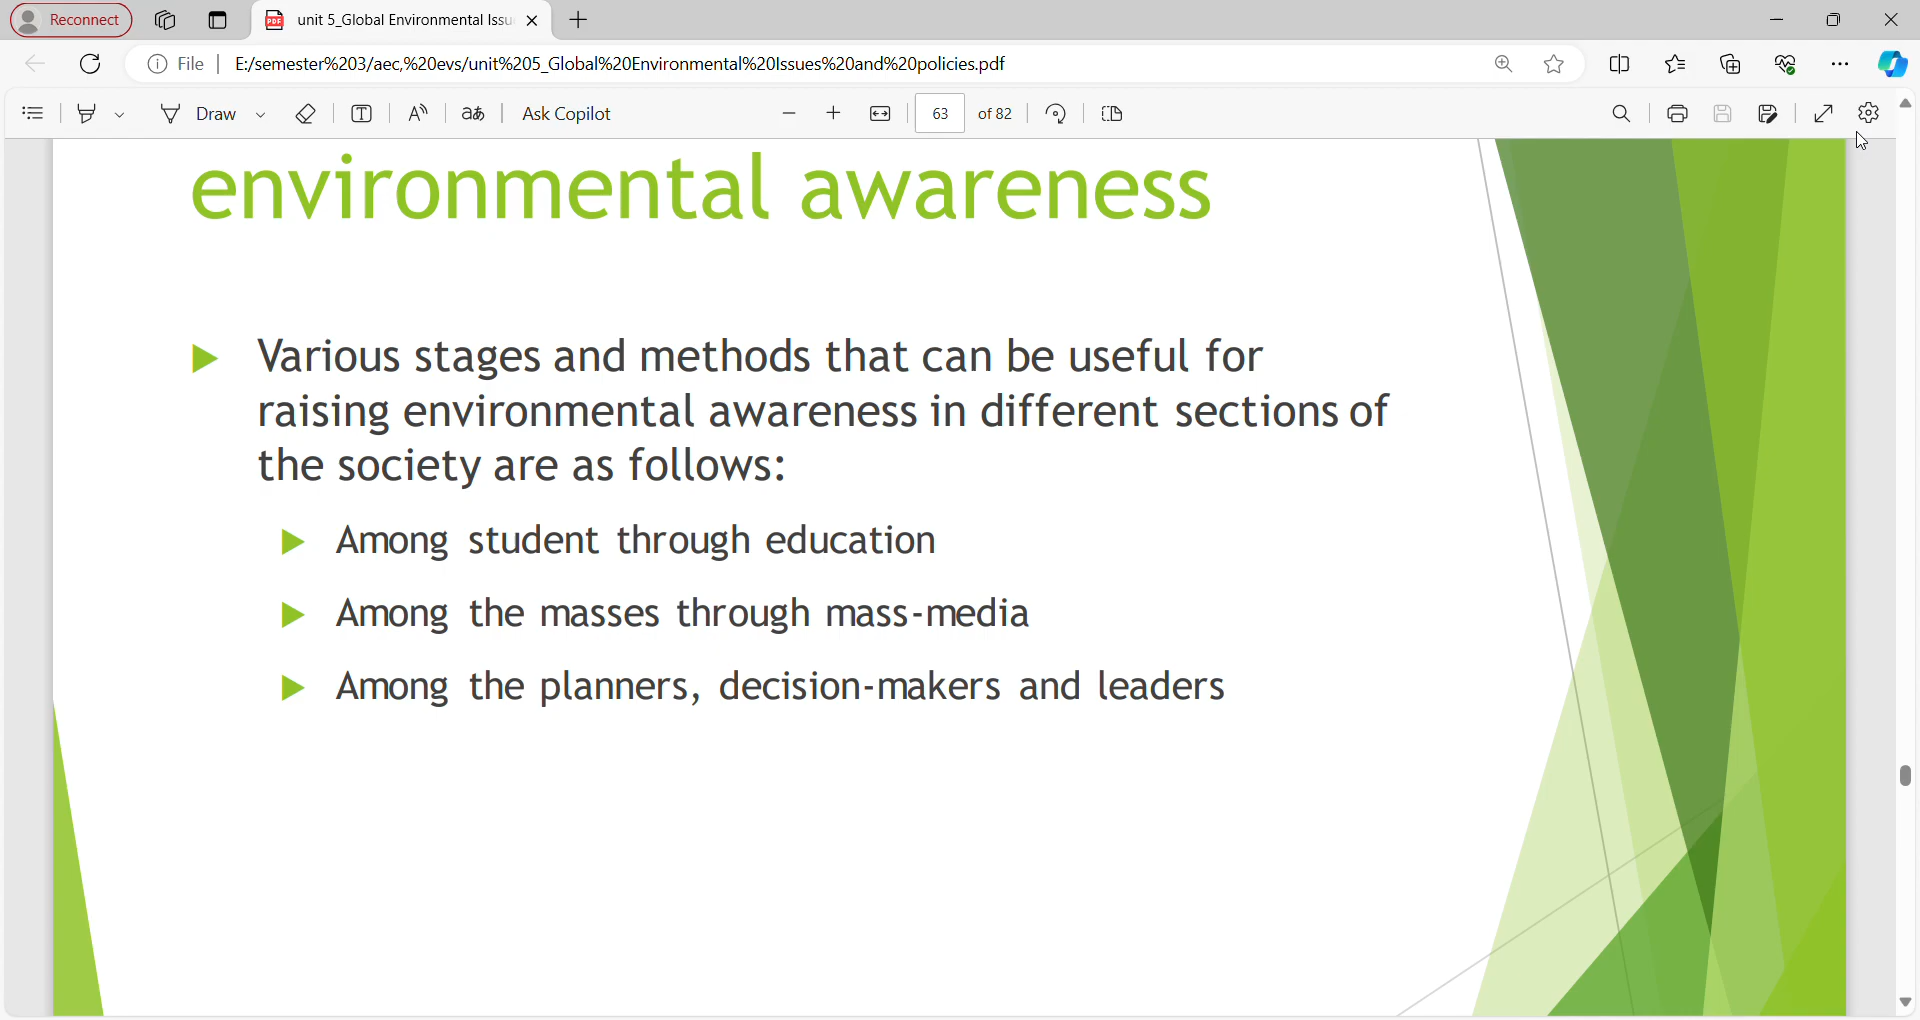 Reconnect
unit 5_Global Environmental Issu
File
E:/semester%203/aec,%20evs/unit%205_Global%20Environmental%20Issues%20and%20policies.pdf
Draw
Ask Copilot
63 of 82
environmental awareness
Various stages and methods that can be useful for
raising environmental awareness in different sections of
the society are as follows:
Among student through education
Among the masses through mass-media
Among the planners, decision-makers and leaders